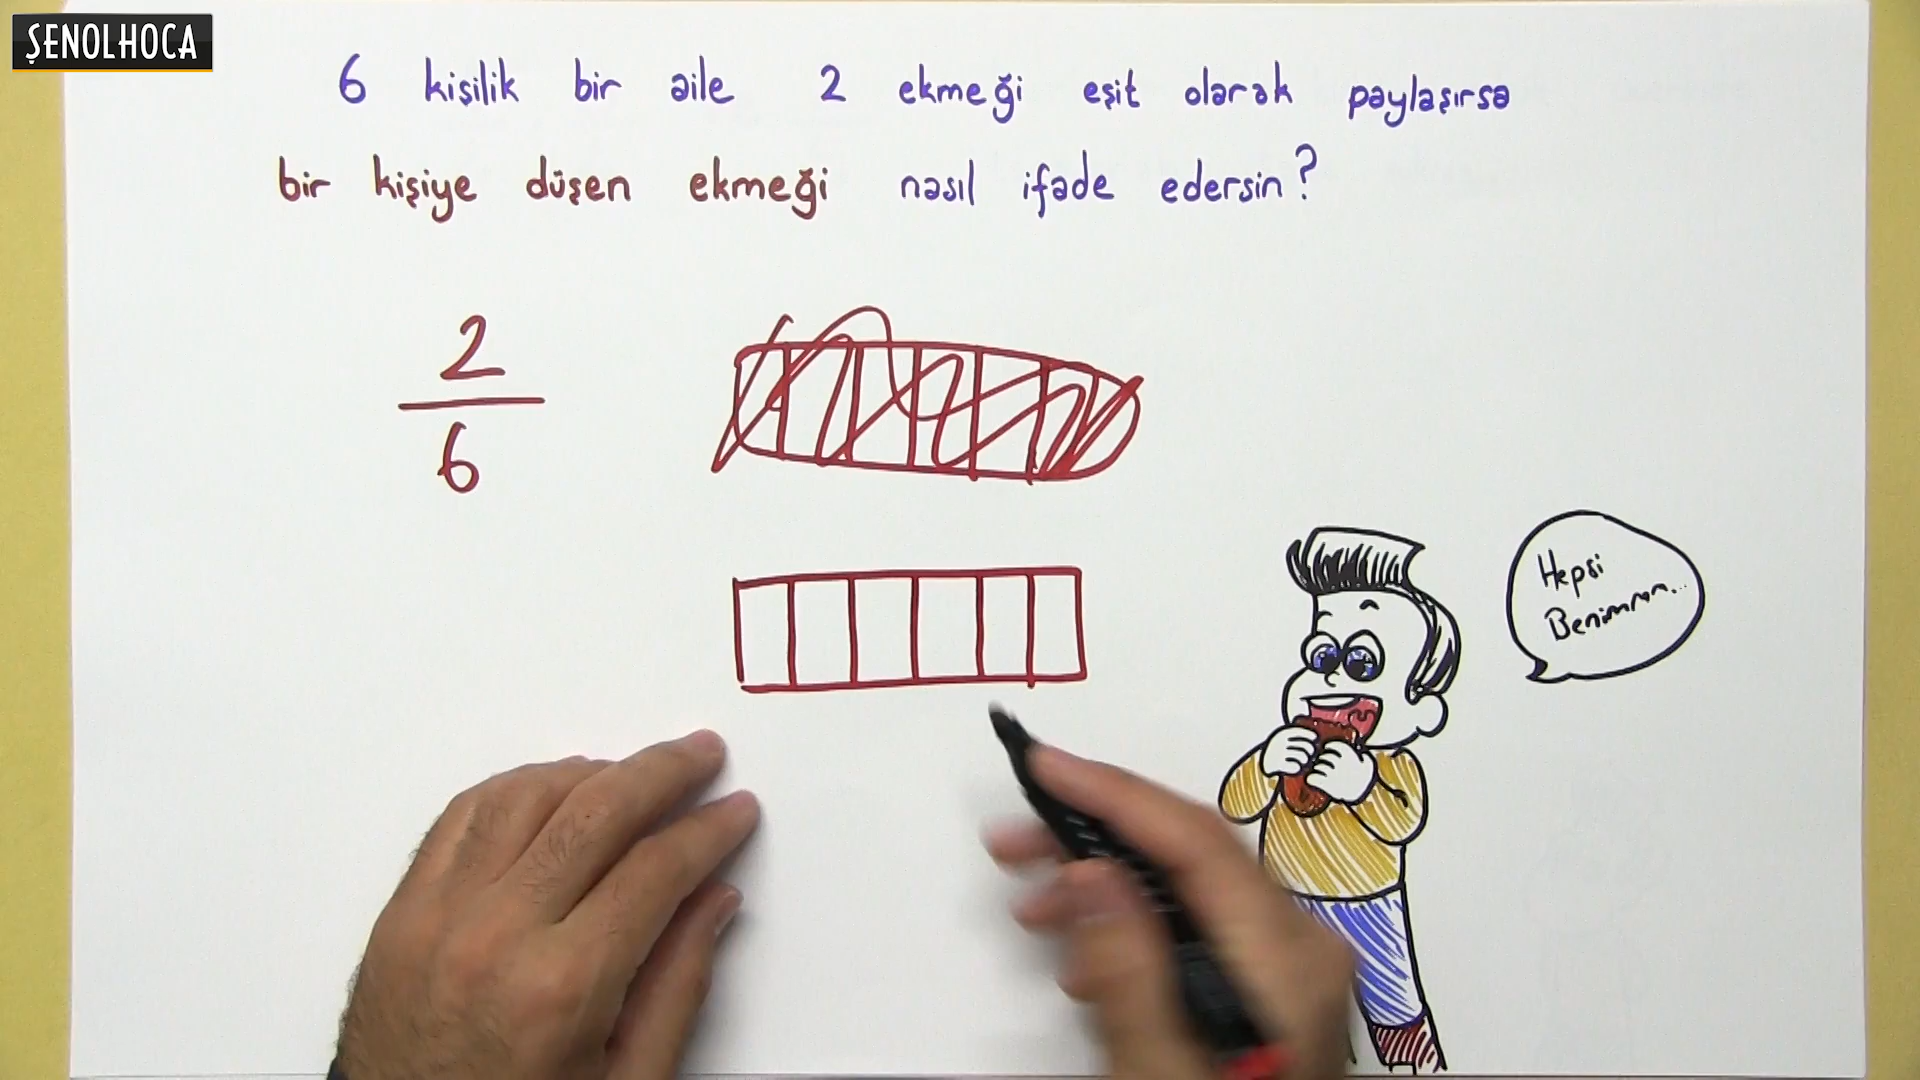 ŞENOLHOCA
6 kişilik bir aile 2 ekmeği eşit olarak paylaşırsa
bir kişiye düşen ekmeği nasıl ifade edersin?
2
6
Hepsi
Benimmm...